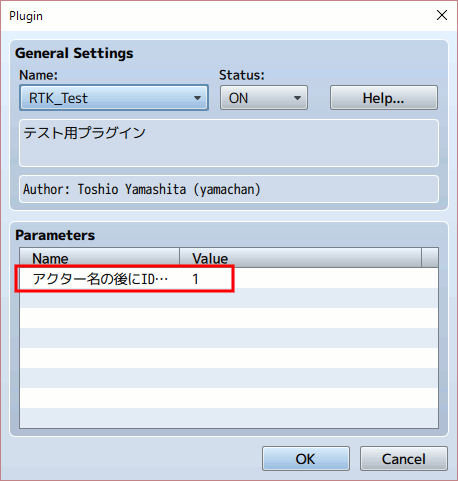 Plugin
General Settings
Name:
Status:
RTK_Test
ON
Help...
テスト用プラグイン
Author: Toshio Yamashita (yamachan)
Parameters
Name
Value
アクター名の後にID…
1
OK
Cancel